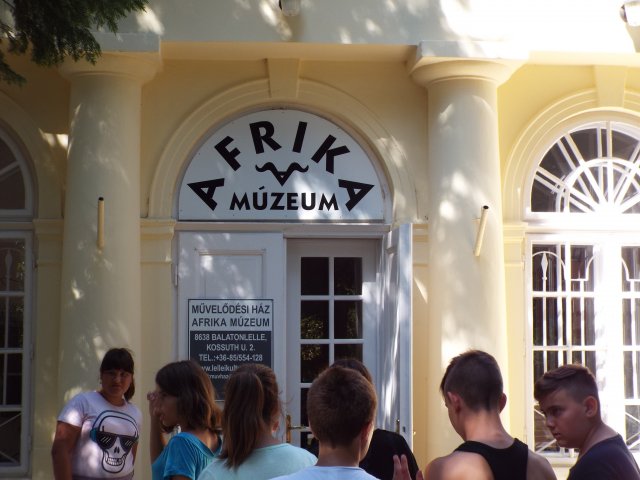 AFRIKA
MÚZEUM
MŰVELŐDÉSI HÁZ
AFRIKA MÚZEUM
8638 BALATONLELLE,
KOSSUTH U. 2.
TEL.:+36-85/554-128